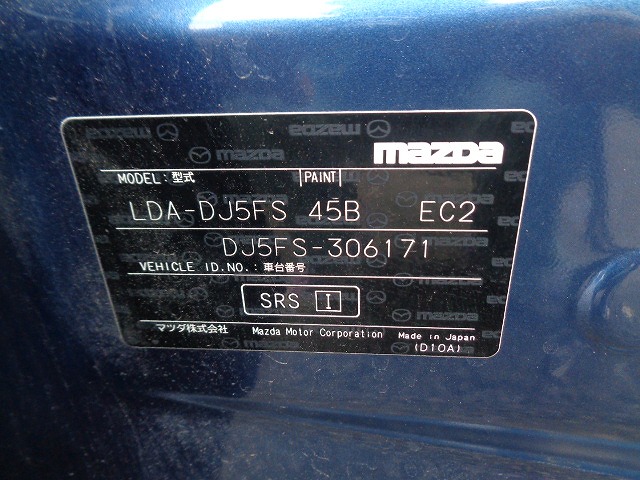 mazda
MODEL: 型式 PAINT
LDA-DJ5FS 45B EC2
DJ5FS-306171
VEHICLE ID.NO.: 車台番号
SRS I
マツダ株式会社 Mazda Motor Corporation Made in Japan
(D10A)